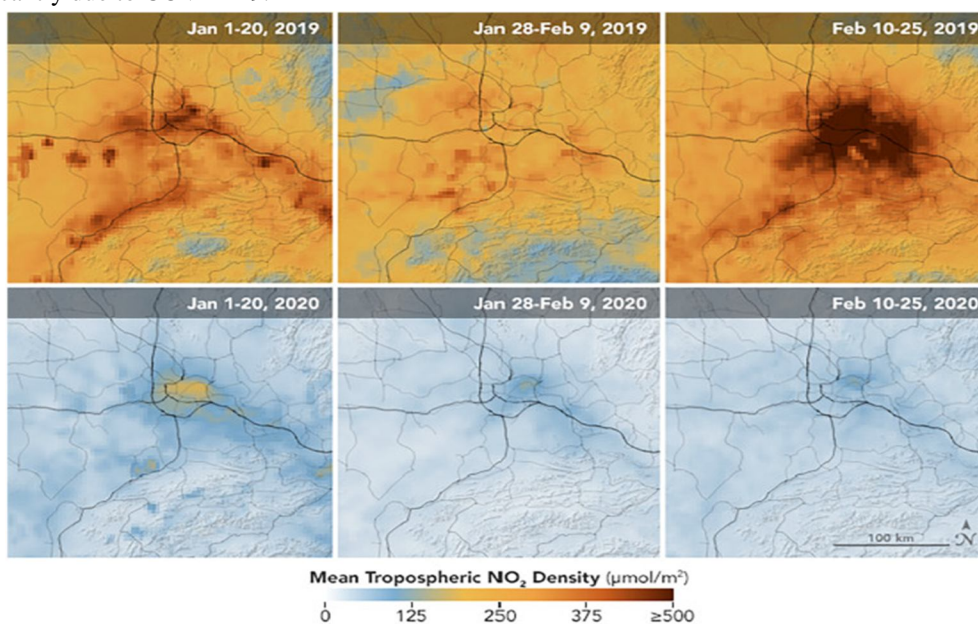 Jan 1-20, 2019
Jan 28-Feb 9, 2019
Feb 10-25, 2019
Jan 1-20, 2020
Jan 28-Feb 9, 2020
Feb 10-25, 2020
100 km
N
Mean Tropospheric NO₂ Density (μmol/m²)
0 125 250 375 ≥500